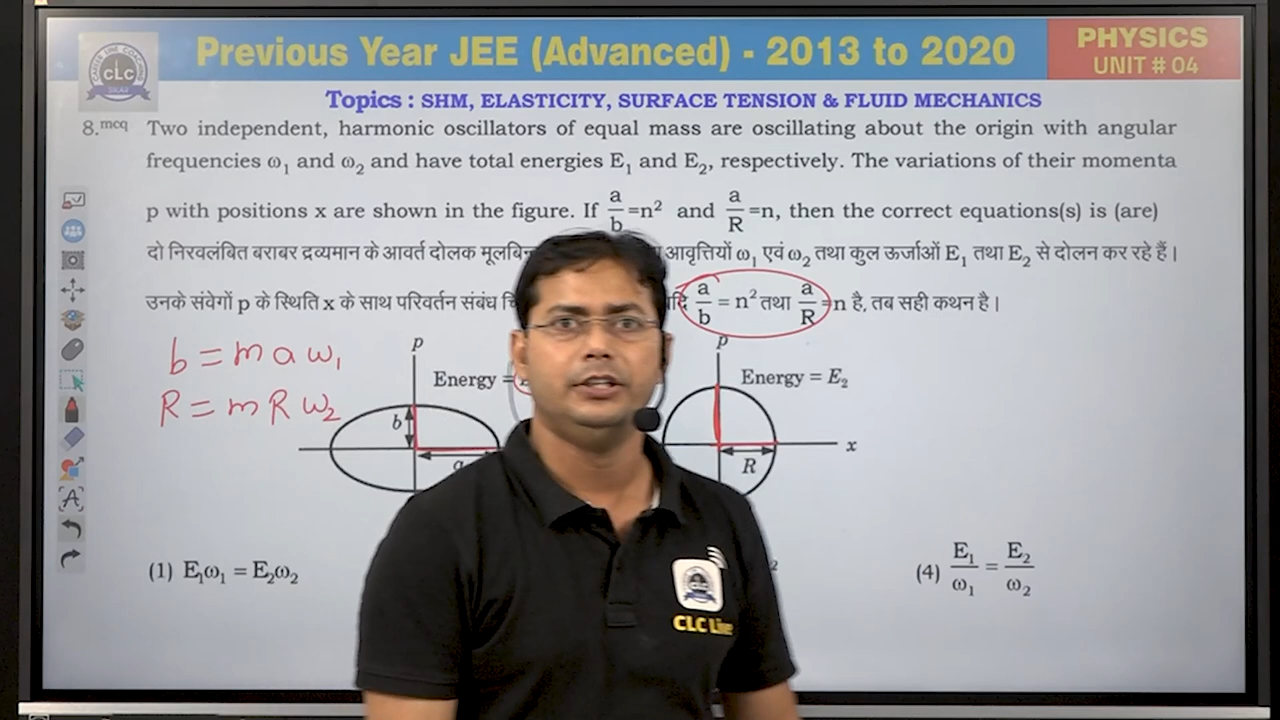 Previous Year JEE (Advanced) - 2013 to 2020
PHYSICS
UNIT # 04
CLC
Topics : SHM, ELASTICITY, SURFACE TENSION & FLUID MECHANICS
8.mcq Two independent, harmonic oscillators of equal mass are oscillating about the origin with angular
frequencies ω₁ and ω₂ and have total energies E₁ and E₂, respectively. The variations of their momenta
p with positions x are shown in the figure. If a/b=n² and a/R=n, then the correct equations(s) is (are)
दो निरवलंबित बराबर द्रव्यमान के आवर्त दोलक आवृत्तियों ω₁ एवं ω₂ तथा कुल ऊर्जाओं E₁ तथा E₂ से दोलन कर रहे हैं।
उनके संवेगों p के स्थिति x के साथ परिवर्तन संबंध a/b = n² तथा a/R =n है, तब सही कथन है।
b = m a ω₁
R = m R ω₂
p
Energy =
b
a
p
Energy = E₂
x
R
(1) E₁ω₁ = E₂ω₂
2
(4) E₁/ω₁ = E₂/ω₂
CLC Live